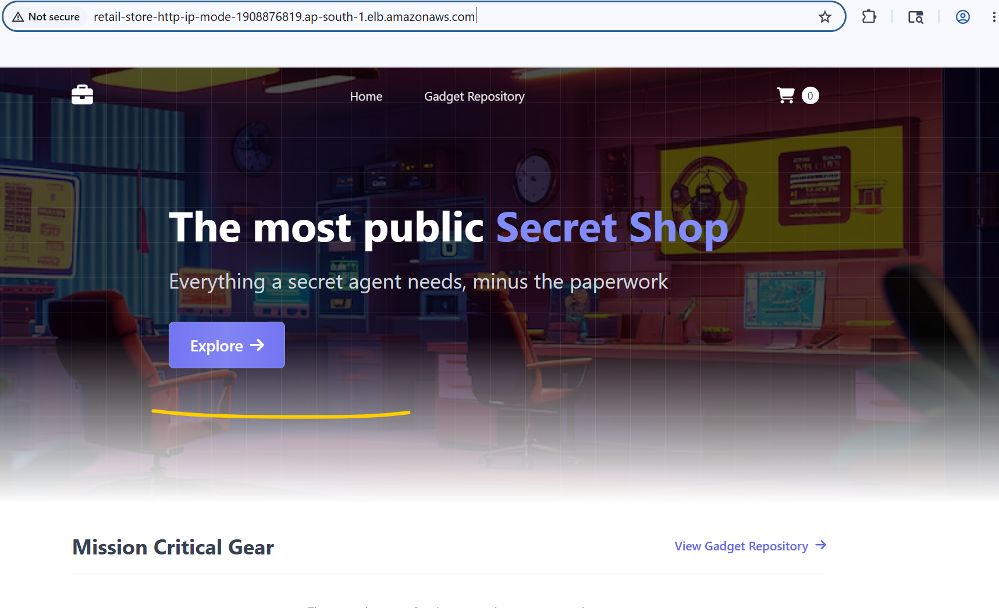 Not secure retail-store-http-ip-mode-1908876819.ap-south-1.elb.amazonaws.com
Home Gadget Repository 0
The most public Secret Shop
Everything a secret agent needs, minus the paperwork
Explore
Mission Critical Gear View Gadget Repository